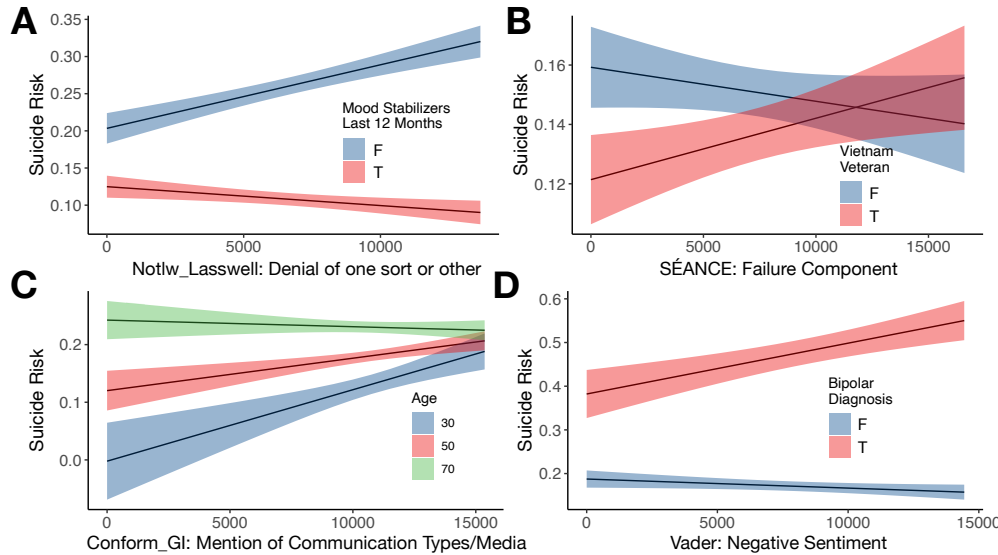 A
Suicide Risk
0.35
0.30
0.25
0.20
0.15
0.10
Mood Stabilizers
Last 12 Months
F
T
0
5000
10000
Notlw_Lasswell: Denial of one sort or other
B
Suicide Risk
0.16
0.14
0.12
Vietnam
Veteran
F
T
0
5000
10000
15000
SÉANCE: Failure Component
C
Suicide Risk
0.2
0.1
0.0
Age
30
50
70
0
5000
10000
15000
Conform_GI: Mention of Communication Types/Media
D
Suicide Risk
0.6
0.5
0.4
0.3
0.2
Bipolar
Diagnosis
F
T
0
5000
10000
15000
Vader: Negative Sentiment